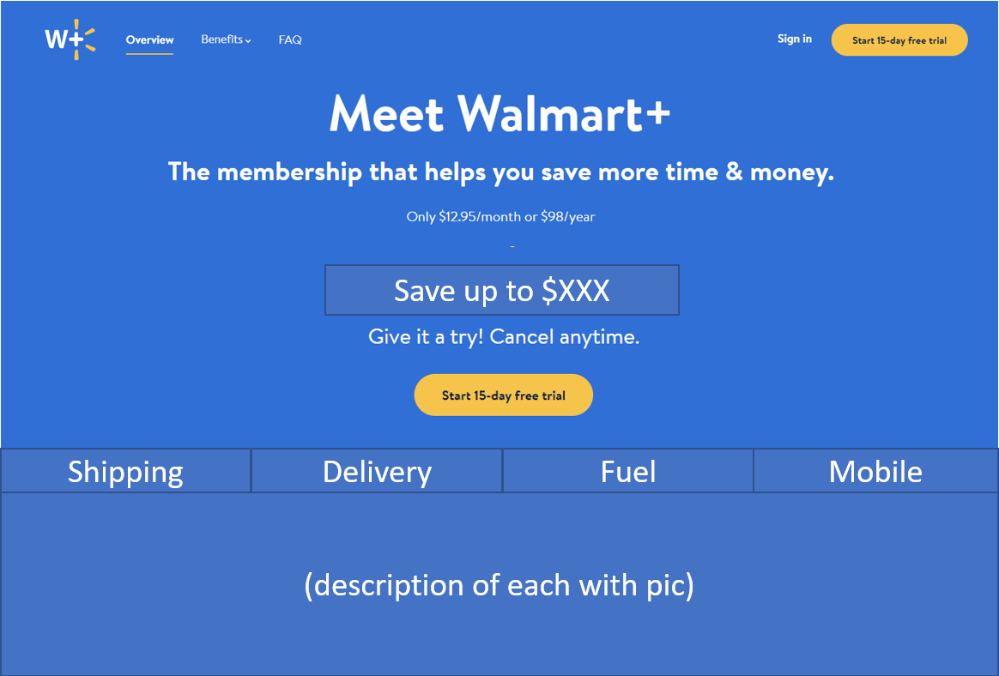 W+
Overview
Benefits
FAQ
Sign in
Start 15-day free trial
Meet Walmart+
The membership that helps you save more time & money.
Only $12.95/month or $98/year
-
Save up to $XXX
Give it a try! Cancel anytime.
Start 15-day free trial
Shipping
Delivery
Fuel
Mobile
(description of each with pic)